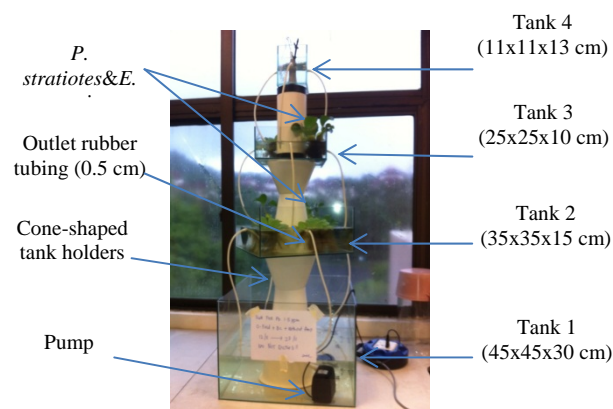 P.
stratiotes&E.
.
Outlet rubber
tubing (0.5 cm)
Cone-shaped
tank holders
Pump
Tank 4
(11x11x13 cm)
Tank 3
(25x25x10 cm)
Tank 2
(35x35x15 cm)
Tank 1
(45x45x30 cm)